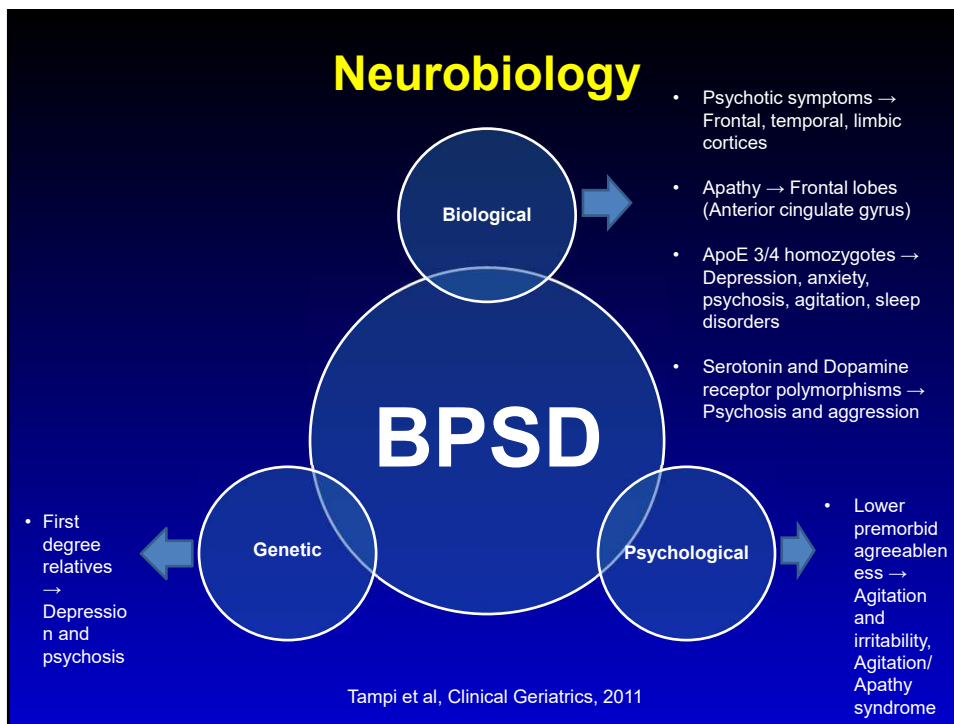 Neurobiology
• Psychotic symptoms →
Frontal, temporal, limbic
cortices
• Apathy → Frontal lobes
(Anterior cingulate gyrus)
• ApoE 3/4 homozygotes →
Depression, anxiety,
psychosis, agitation, sleep
disorders
• Serotonin and Dopamine
receptor polymorphisms →
Psychosis and aggression
Biological
BPSD
Genetic
Psychological
• First
degree
relatives
→
Depressio
n and
psychosis
• Lower
premorbid
agreeablen
ess →
Agitation
and
irritability,
Agitation/
Apathy
syndrome
Tampi et al, Clinical Geriatrics, 2011